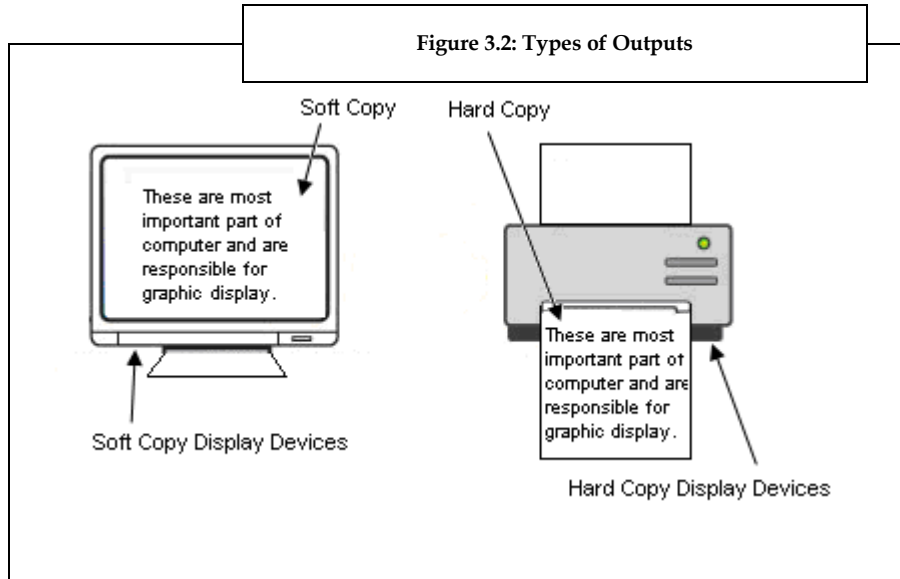 Figure 3.2: Types of Outputs
Soft Copy
Hard Copy
These are most
important part of
computer and are
responsible for
graphic display.
These are most
important part of
computer and are
responsible for
graphic display.
Soft Copy Display Devices
Hard Copy Display Devices